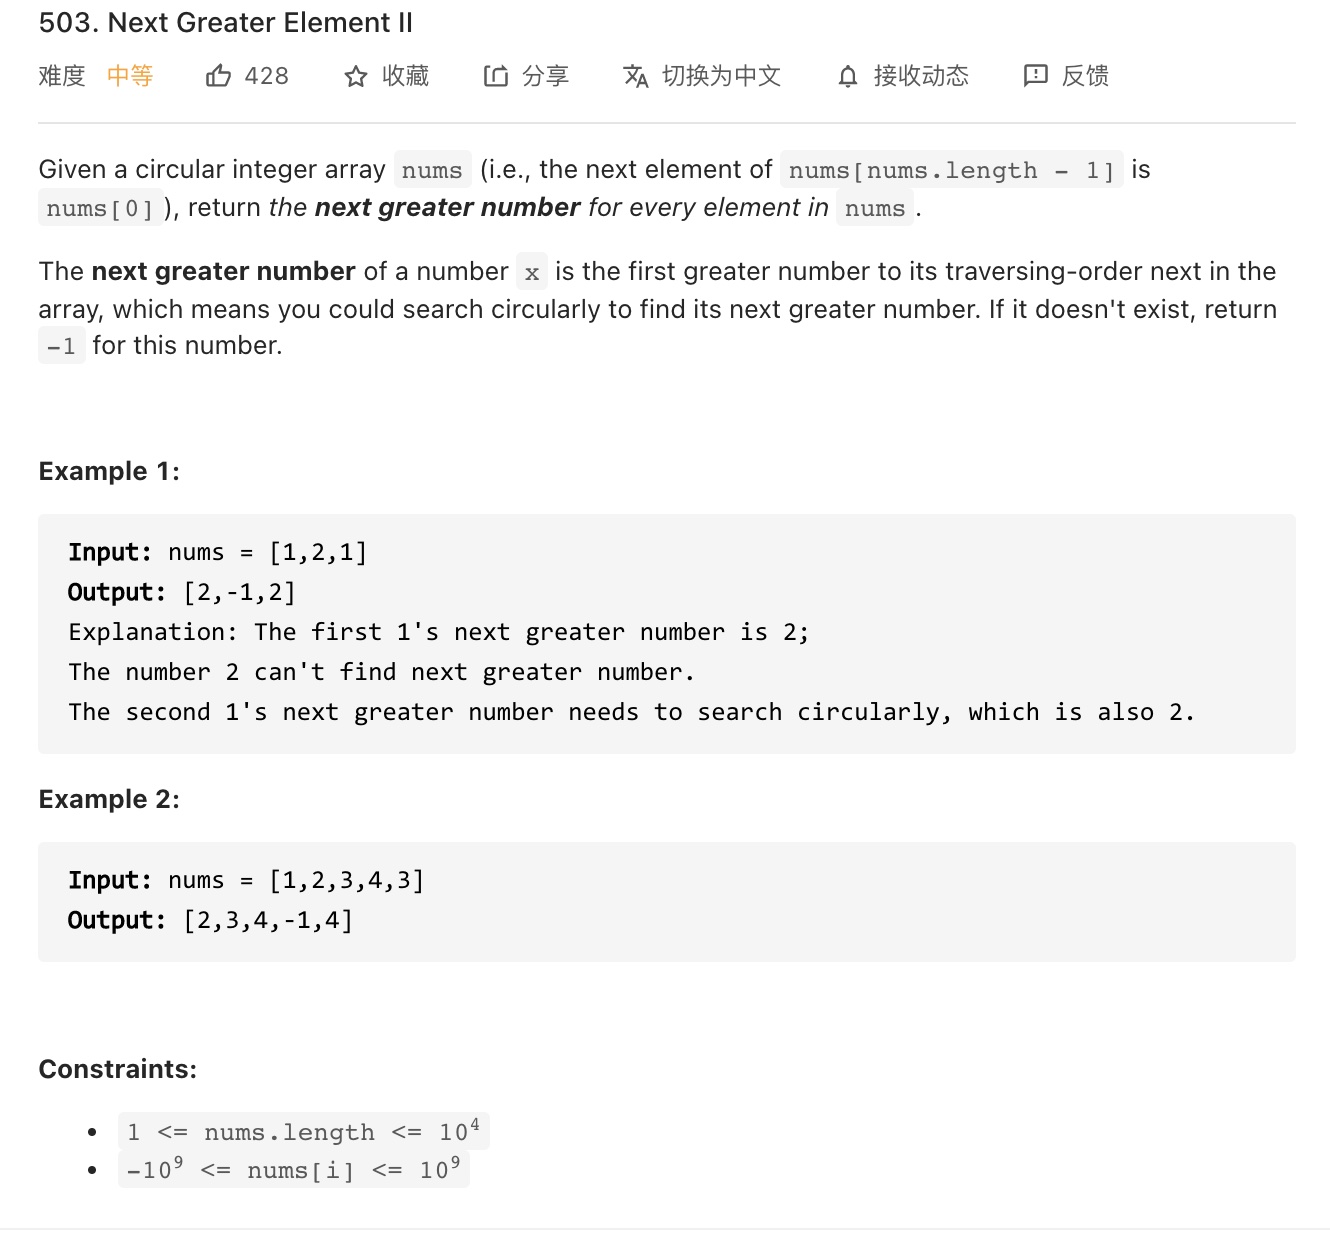 503. Next Greater Element II
难度 中等 428 收藏 分享 切换为中文 接收动态 反馈
Given a circular integer array nums (i.e., the next element of nums[nums.length - 1] is
nums[0]), return the next greater number for every element in nums.
The next greater number of a number x is the first greater number to its traversing-order next in the
array, which means you could search circularly to find its next greater number. If it doesn't exist, return
-1 for this number.
Example 1:
Input: nums = [1,2,1]
Output: [2,-1,2]
Explanation: The first 1's next greater number is 2;
The number 2 can't find next greater number.
The second 1's next greater number needs to search circularly, which is also 2.
Example 2:
Input: nums = [1,2,3,4,3]
Output: [2,3,4,-1,4]
Constraints:
• 1 <= nums.length <= 10⁴
• -10⁹ <= nums[i] <= 10⁹